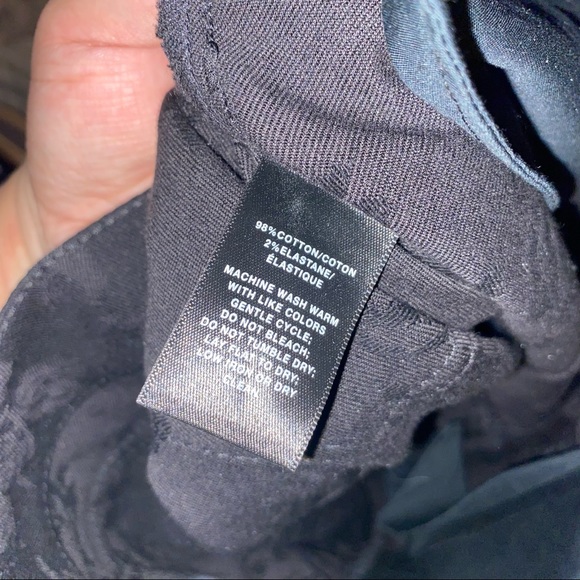 98%COTTON/COTON
2%ELASTANE/
ÉLASTIQUE
MACHINE WASH WARM
WITH LIKE COLORS
GENTLE CYCLE;
DO NOT BLEACH;
DO NOT TUMBLE DRY;
LAY FLAT TO DRY;
LOW IRON OR DRY
CLEAN